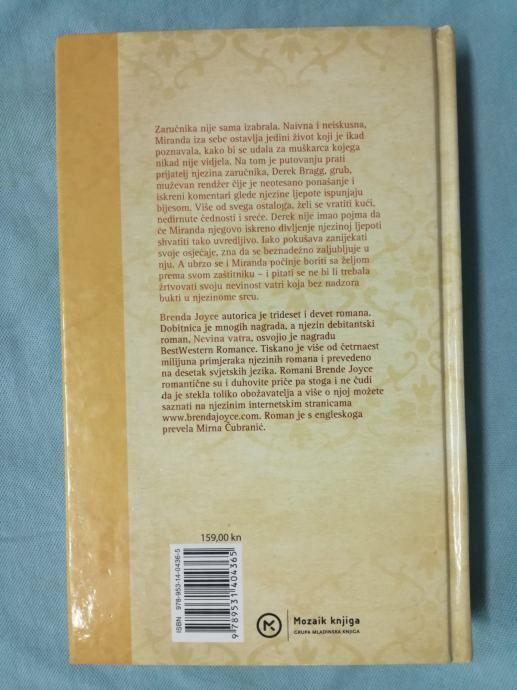 Zaručnika nije sama izabrala. Naivna i neiskusna,
Miranda iza sebe ostavlja jedini život koji je ikad
poznavala, kako bi se udala za muškarca kojega
nikad nije vidjela. Na tom je putovanju prati
prijatelj njezina zaručnika, Derek Bragg, grub,
muževan rendžer čije je neotesano ponašanje i
iskreni komentari glede njezine ljepote ispunjaju
bijesom. Više od svega ostaloga, želi se vratiti kući,
nedirnute čednosti i sreće. Derek nije imao pojma da
će Miranda njegovo iskreno divljenje njezinoj ljepoti
shvatiti tako uvredljivo. Iako pokušava zanijekati
svoje osjećaje, zna da se beznadežno zaljubljuje u
nju. A ubrzo se i Miranda počinje boriti sa željom
prema svom zaštitniku – i pitati se ne bi li trebala
žrtvovati svoju nevinost vatri koja bez nadzora
bukti u njezinome srcu.
Brenda Joyce autorica je trideset i devet romana.
Dobitnica je mnogih nagrada, a njezin debitantski
roman, Nevina vatra, osvojio je nagradu
BestWestern Romance. Tiskano je više od četrnaest
milijuna primjeraka njezinih romana i prevedeno
na desetak svjetskih jezika. Romani Brende Joyce
romantične su i duhovite priče pa stoga i ne čudi
da je stekla toliko obožavatelja a više o njoj možete
saznati na njezinim internetskim stranicama
www.brendajoyce.com. Roman je s engleskoga
prevela Mirna Čubranić.
159,00 kn
ISBN 978-953-14-0436-5
9 789531 404365
Mozaik knjiga
GRUPA MLADINSKA KNJIGA